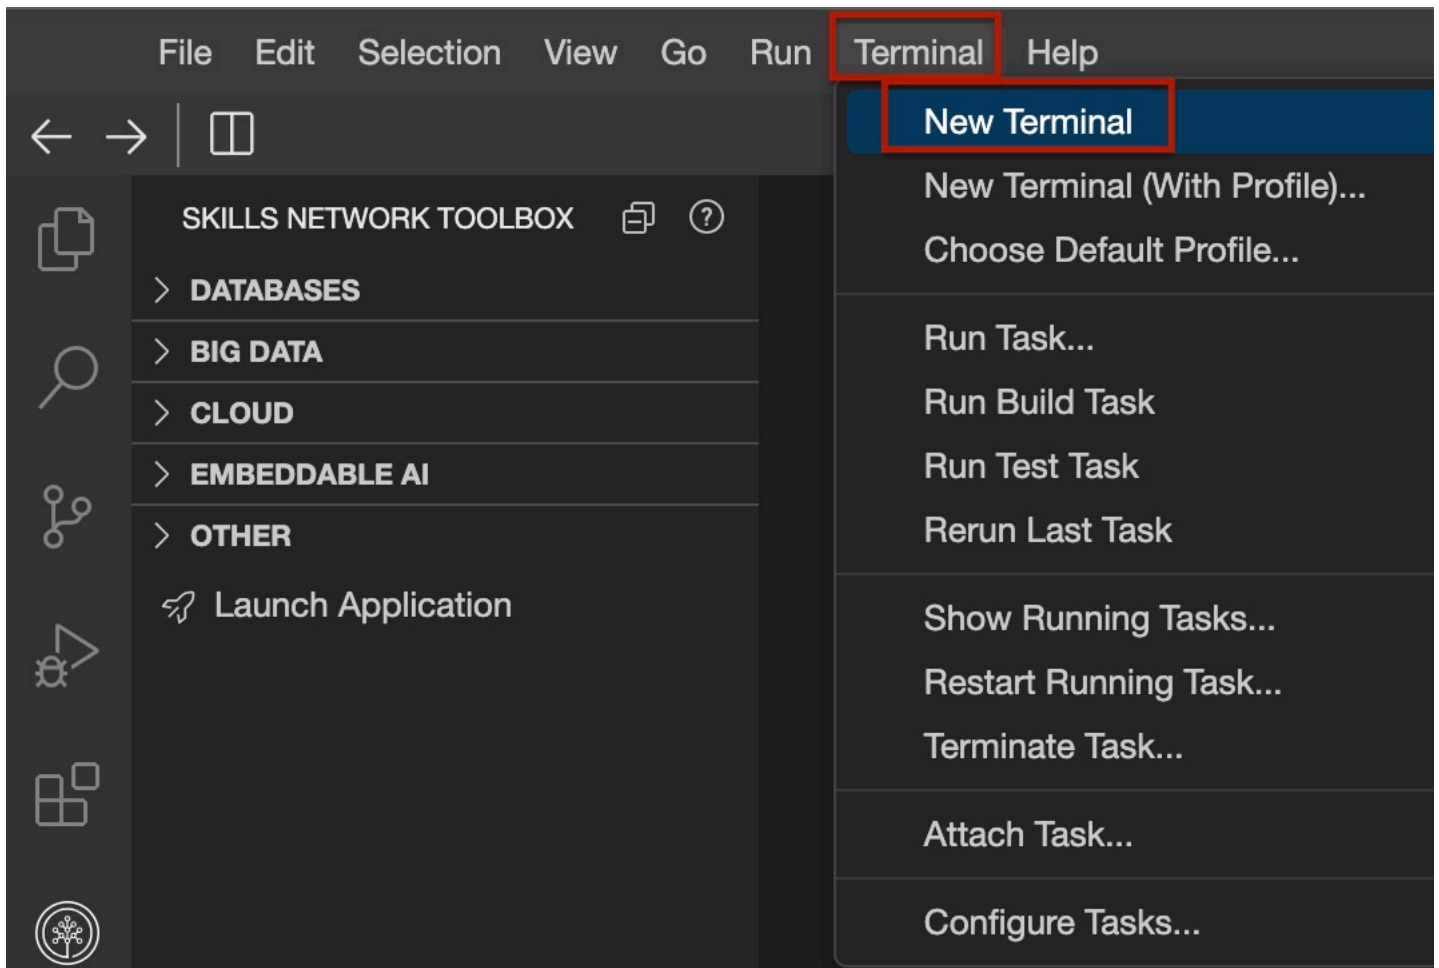 File Edit Selection View Go Run Terminal Help
SKILLS NETWORK TOOLBOX
DATABASES
BIG DATA
CLOUD
EMBEDDABLE AI
OTHER
Launch Application
New Terminal
New Terminal (With Profile)...
Choose Default Profile...
Run Task...
Run Build Task
Run Test Task
Rerun Last Task
Show Running Tasks...
Restart Running Task...
Terminate Task...
Attach Task...
Configure Tasks...